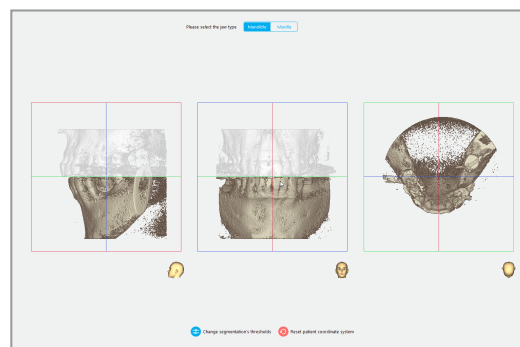 Please select the jaw type
Mandible
Maxilla
Change segmentation's thresholds
Reset patient coordinate system